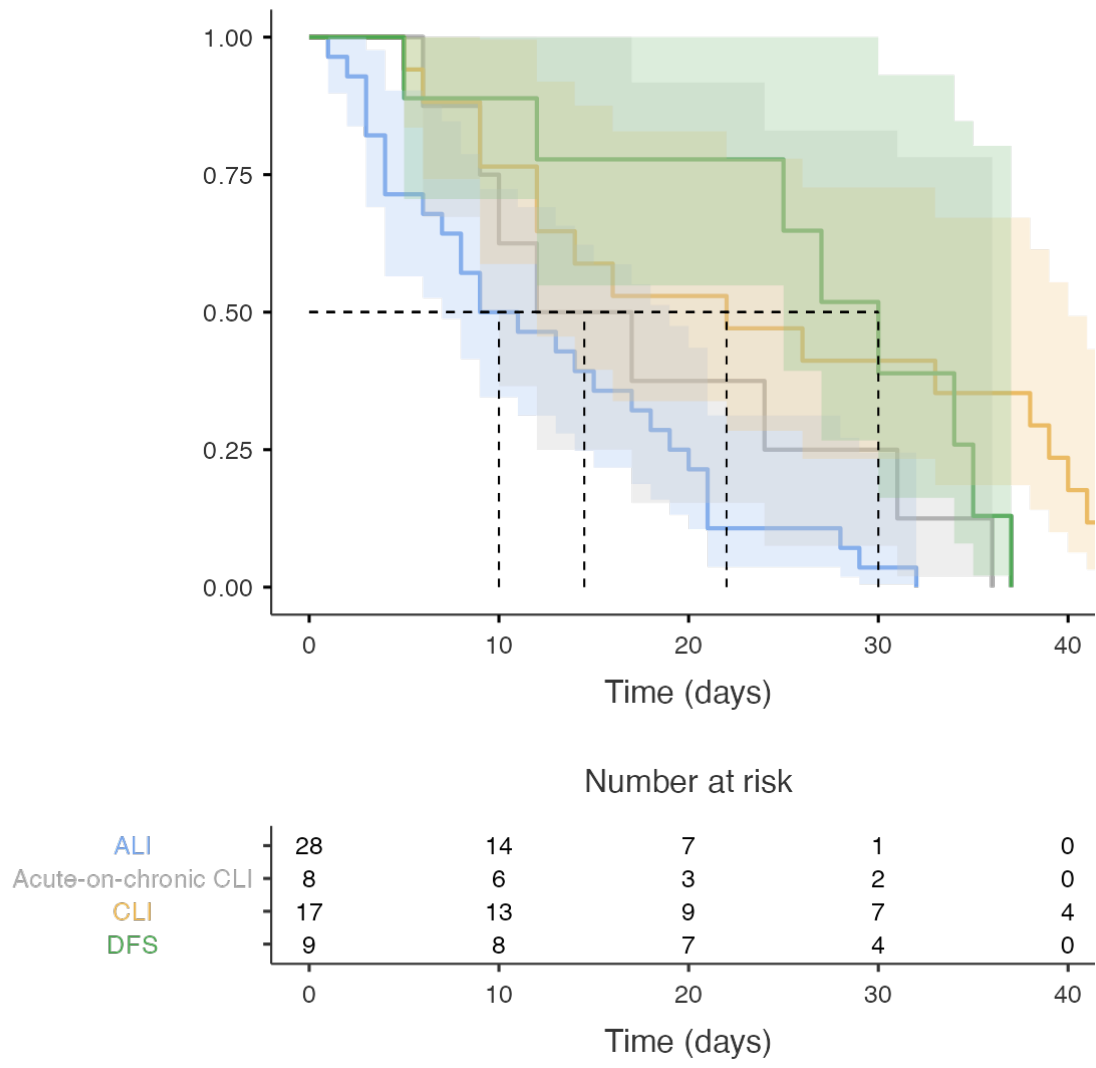 1.00
0.75
0.50
0.25
0.00
0 10 20 30 40
Time (days)
Number at risk
ALI 28 14 7 1 0
Acute-on-chronic CLI 8 6 3 2 0
CLI 17 13 9 7 4
DFS 9 8 7 4 0
0 10 20 30 40
Time (days)